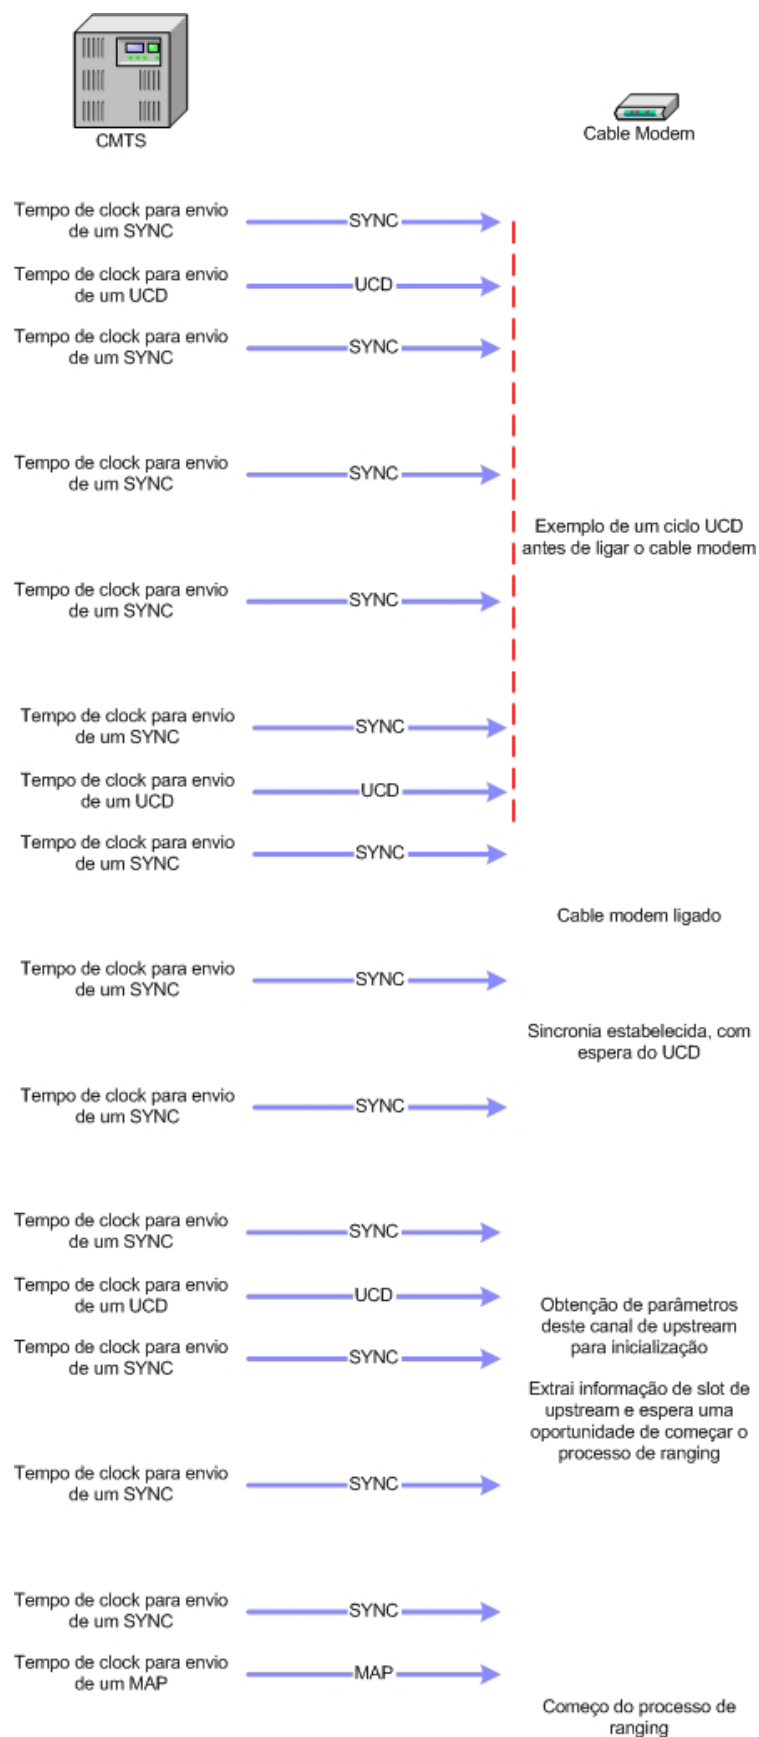 CMTS
Cable Modem
Tempo de clock para envio
de um SYNC
SYNC
Tempo de clock para envio
de um UCD
UCD
Tempo de clock para envio
de um SYNC
SYNC
Tempo de clock para envio
de um SYNC
SYNC
Exemplo de um ciclo UCD
antes de ligar o cable modem
Tempo de clock para envio
de um SYNC
SYNC
Tempo de clock para envio
de um SYNC
SYNC
Tempo de clock para envio
de um UCD
UCD
Tempo de clock para envio
de um SYNC
SYNC
Cable modem ligado
Tempo de clock para envio
de um SYNC
SYNC
Sincronia estabelecida, com
espera do UCD
Tempo de clock para envio
de um SYNC
SYNC
Tempo de clock para envio
de um SYNC
SYNC
Tempo de clock para envio
de um UCD
UCD
Obtenção de parâmetros
deste canal de upstream
para inicialização
Tempo de clock para envio
de um SYNC
SYNC
Extrai informação de slot de
upstream e espera uma
oportunidade de começar o
processo de ranging
Tempo de clock para envio
de um SYNC
SYNC
Tempo de clock para envio
de um SYNC
SYNC
Tempo de clock para envio
de um MAP
MAP
Começo do processo de
ranging